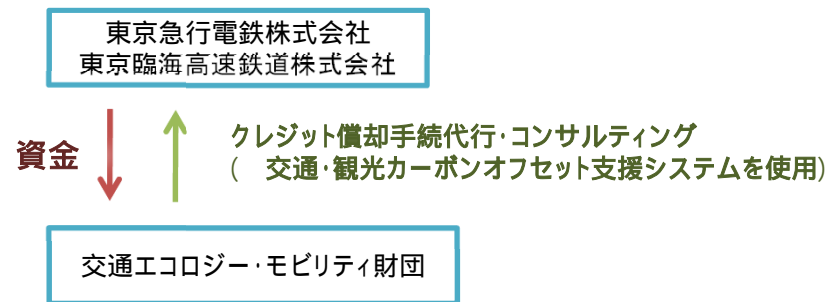 東京急行電鉄株式会社
東京臨海高速鉄道株式会社
資金
クレジット償却手続代行・コンサルティング
(　交通・観光カーボンオフセット支援システムを使用)
交通エコロジー・モビリティ財団